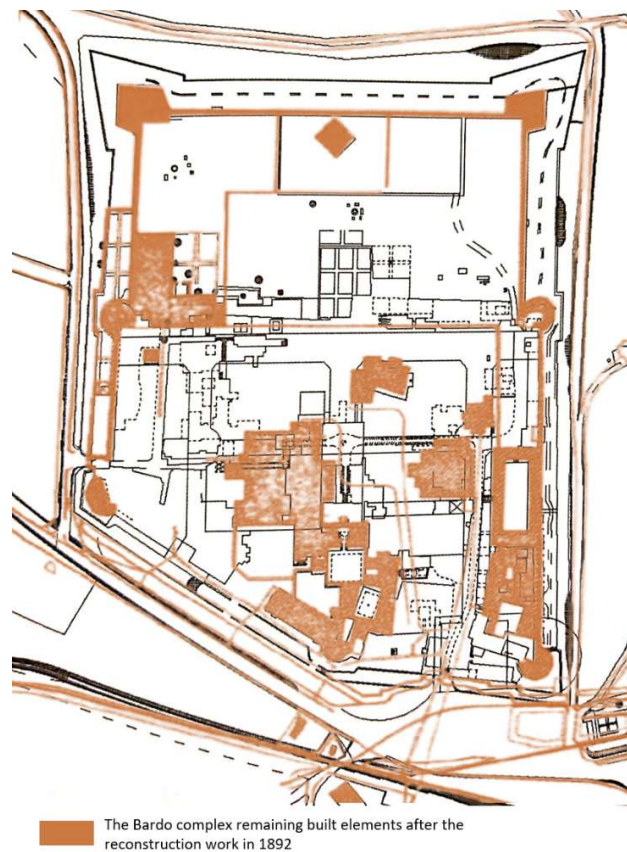 The Bardo complex remaining built elements after the
reconstruction work in 1892